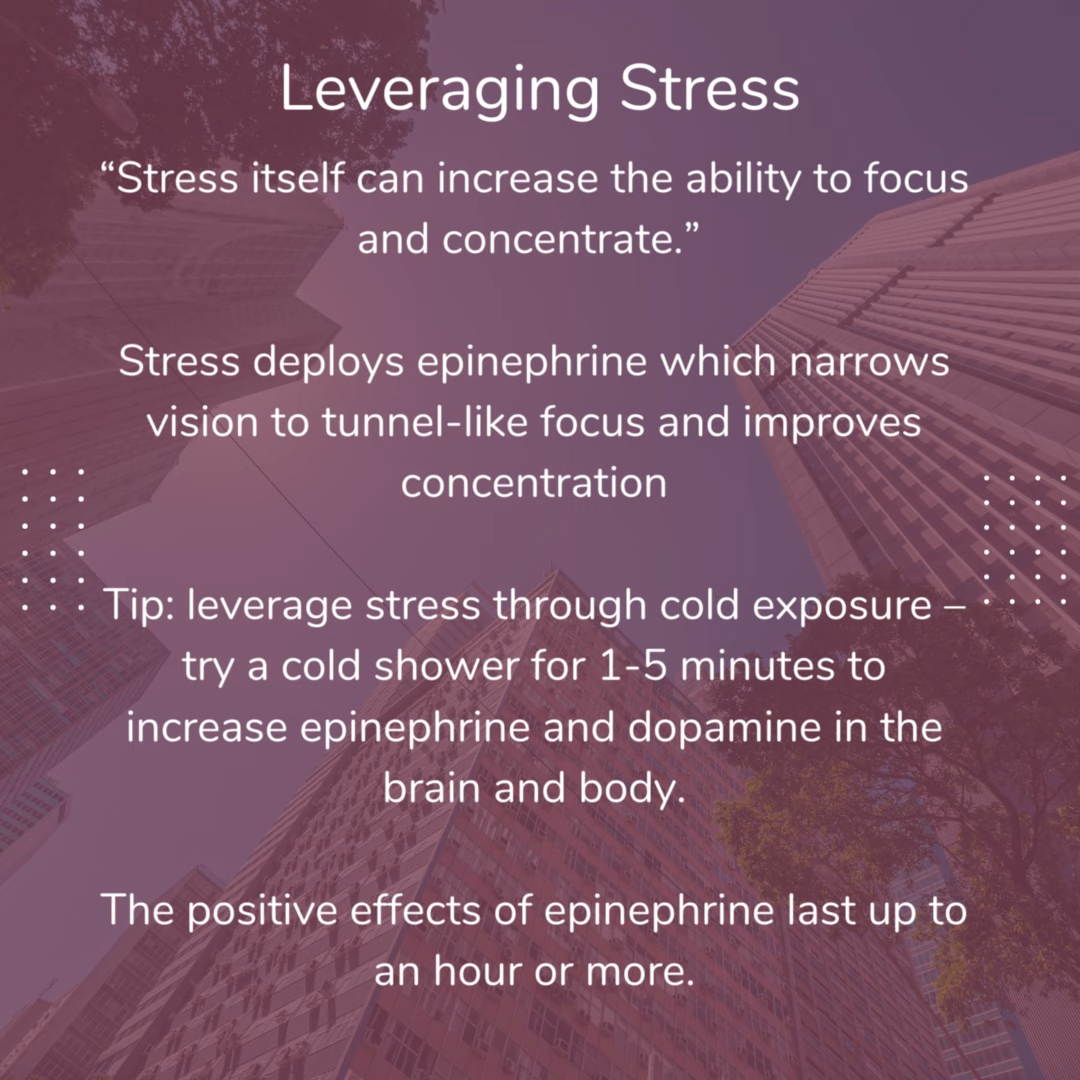 Leveraging Stress
“Stress itself can increase the ability to focus
and concentrate.”
Stress deploys epinephrine which narrows
vision to tunnel-like focus and improves
concentration
Tip: leverage stress through cold exposure –
try a cold shower for 1-5 minutes to
increase epinephrine and dopamine in the
brain and body.
The positive effects of epinephrine last up to
an hour or more.